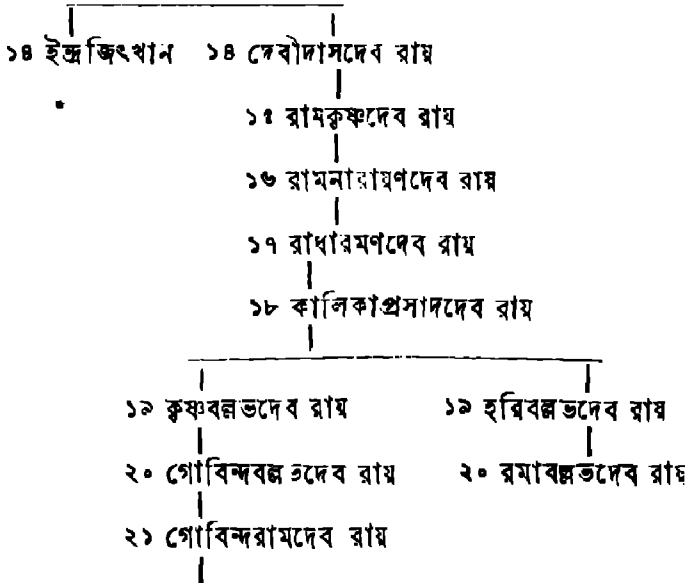 ১৪ ইন্দ্রজিৎখান ১৪ দেবীদাসদেব রায়
১৫ রামকৃষ্ণদেব রায়
১৬ রামনারায়ণদেব রায়
১৭ রাধারমণদেব রায়
১৮ কালিকাপ্রসাদদেব রায়
১৯ কৃষ্ণবল্লভদেব রায় ১৯ হরিবল্লভদেব রায়
২০ গোবিন্দবল্লভদেব রায় ২০ রমাবল্লভদেব রায়
২১ গোবিন্দরামদেব রায়